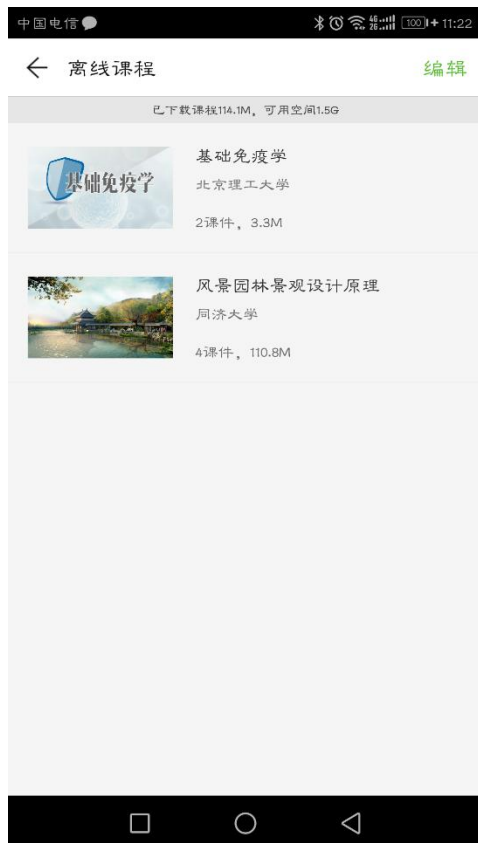 中国电信 4G 2G 100 11:22
离线课程 编辑
已下载课程114.1M，可用空间1.5G
基础免疫学
基础免疫学
北京理工大学
2课件，3.3M
风景园林景观设计原理
同济大学
4课件，110.8M